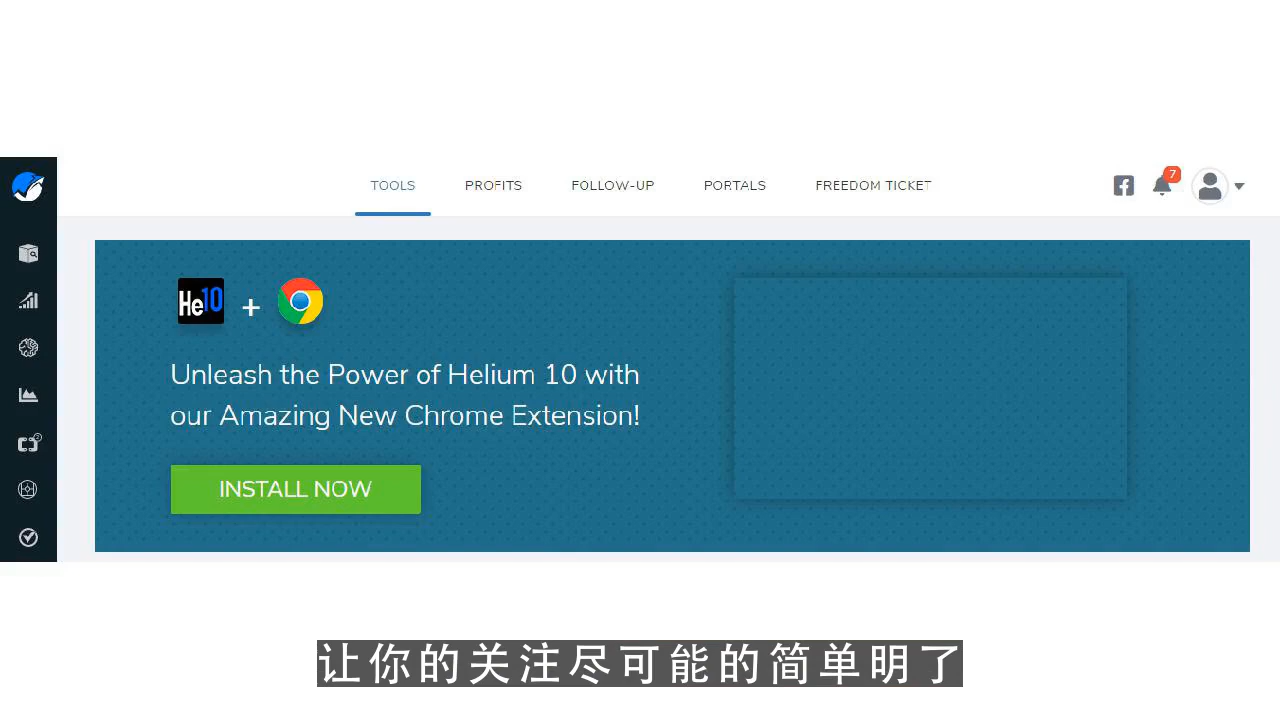 TOOLS PROFITS FOLLOW-UP PORTALS FREEDOM TICKET 7
He10 +
Unleash the Power of Helium 10 with
our Amazing New Chrome Extension!
INSTALL NOW
2
让你的关注尽可能的简单明了